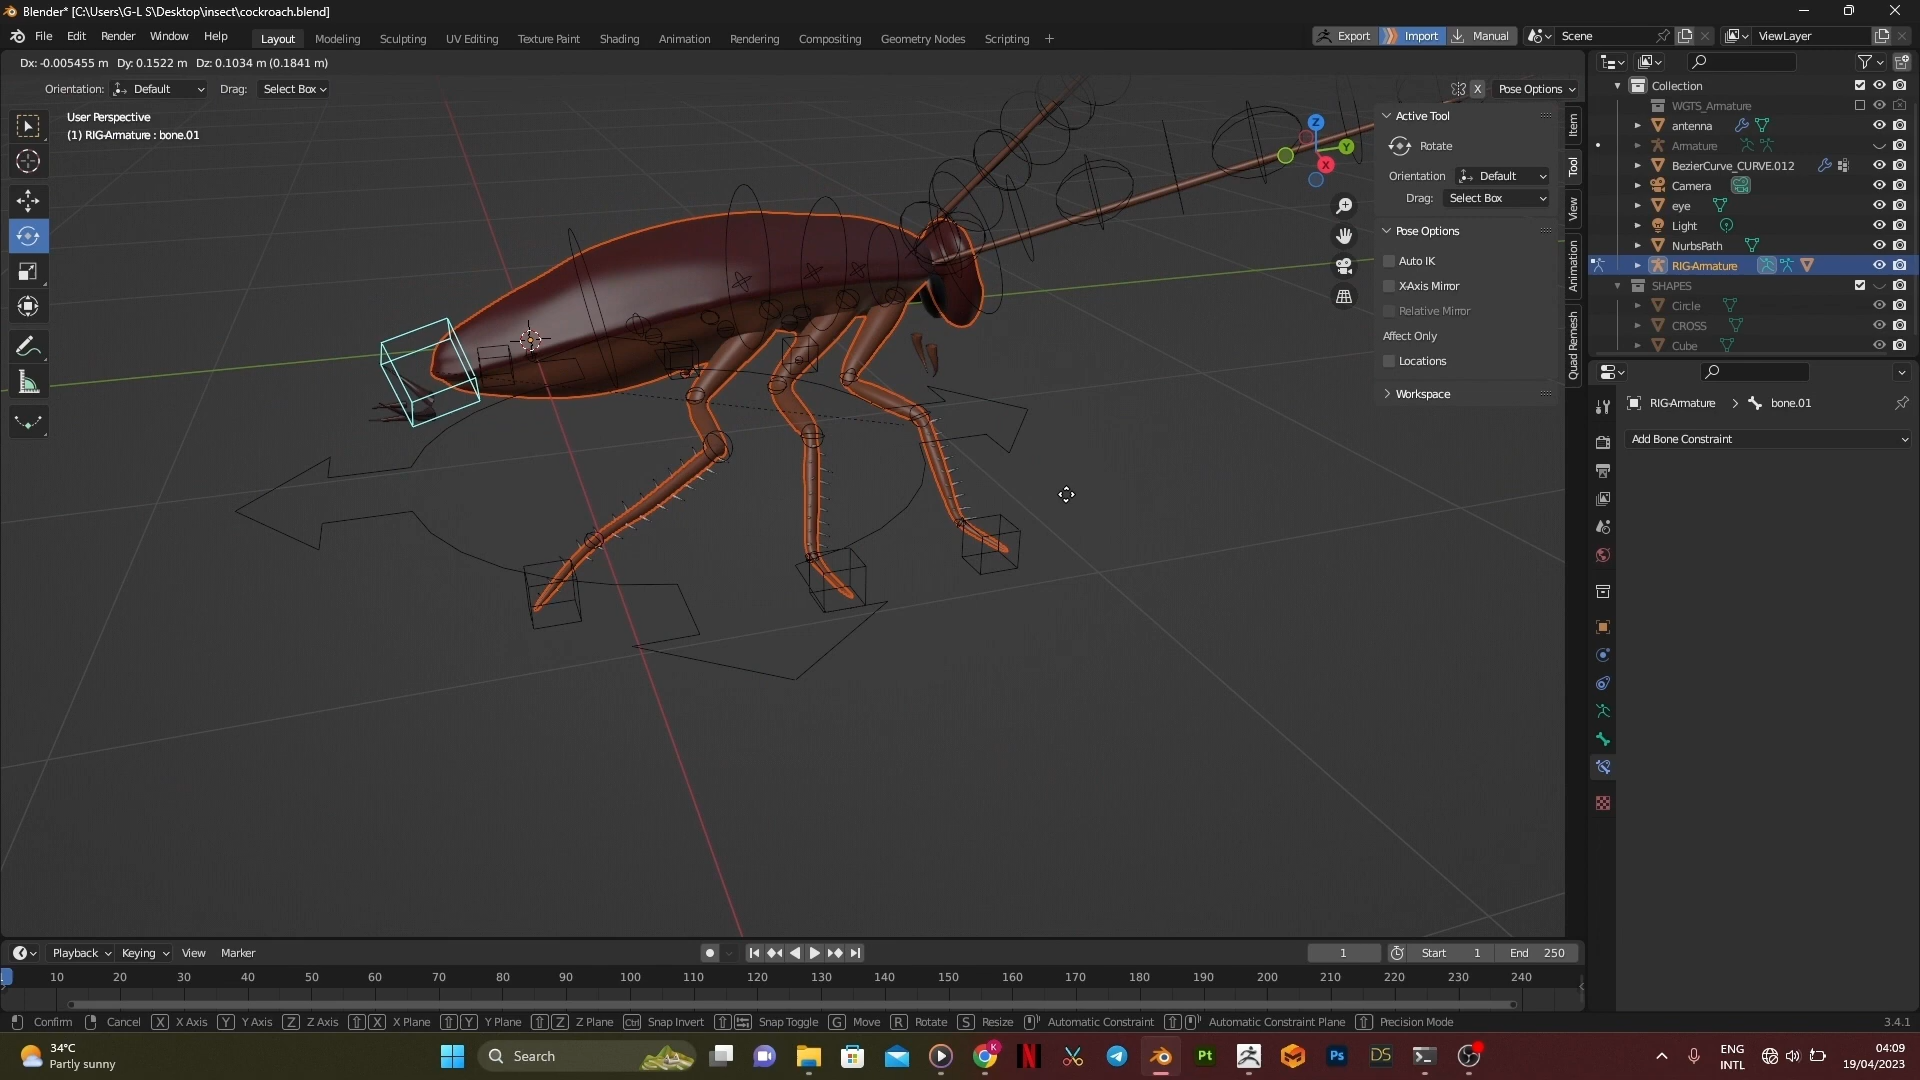 Blender* [C:\Users\G-L S\Desktop\insect\cockroach.blend]
File Edit Render Window Help Layout Modeling Sculpting UV Editing Texture Paint Shading Animation Rendering Compositing Geometry Nodes Scripting + Export Import Manual Scene ViewLayer
Dx: -0.005455 m Dy: 0.1522 m Dz: 0.1034 m (0.1841 m)
Orientation: Default Drag: Select Box X Pose Options
User Perspective
(1) RIG-Armature : bone.01
Z
Y
X
Active Tool
Rotate
Orientation Default
Drag: Select Box
Pose Options
Auto IK
X-Axis Mirror
Relative Mirror
Affect Only
Locations
Workspace
Item
Tool
View
Animation
Quad Remesh
Collection
WGTS_Armature
antenna
Armature
BezierCurve_CURVE.012
Camera
eye
Light
NurbsPath
RIG-Armature
SHAPES
Circle
CROSS
Cube
RIG-Armature > bone.01
Add Bone Constraint
Playback Keying View Marker 1 Start 1 End 250
10 20 30 40 50 60 70 80 90 100 110 120 130 140 150 160 170 180 190 200 210 220 230 240
Confirm Cancel X X Axis Y Y Axis Z Z Axis X X Plane Y Y Plane Z Z Plane Ctrl Snap Invert Snap Toggle G Move R Rotate S Resize Automatic Constraint Automatic Constraint Plane Precision Mode 3.4.1
34°C
Partly sunny
Search
K
N
Pt
Ps
DS
ENG
INTL
04:09
19/04/2023